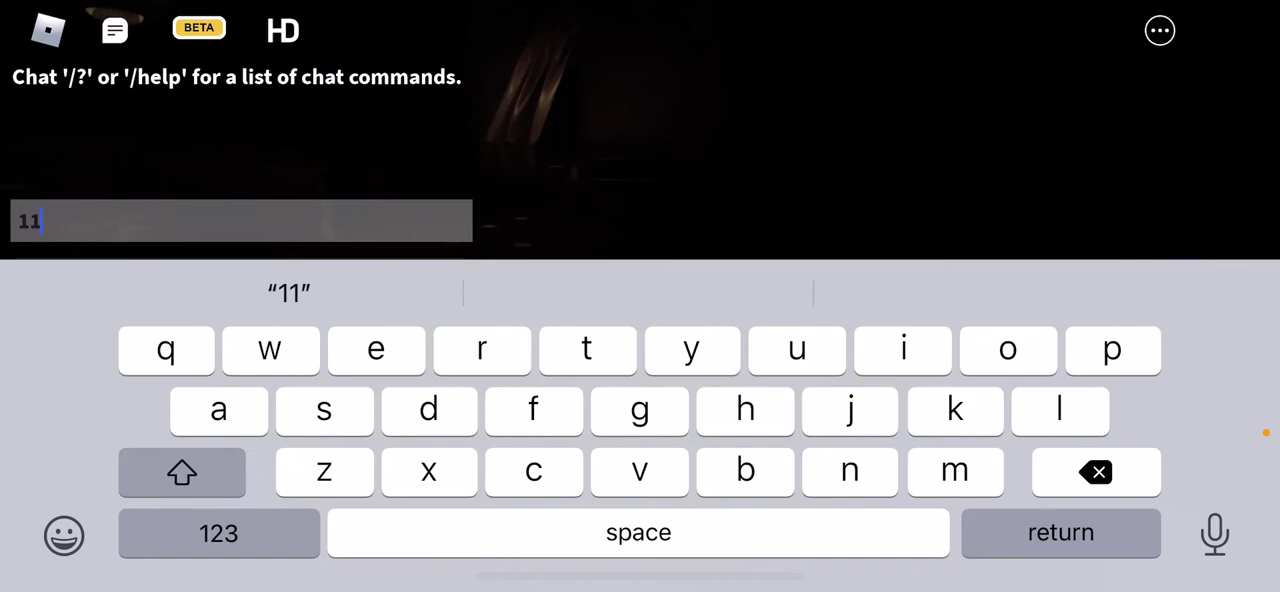 BETA
HD
Chat '/?' or '/help' for a list of chat commands.
11
“11”
q w e r t y u i o p
a s d f g h j k l
z x c v b n m
123 space return